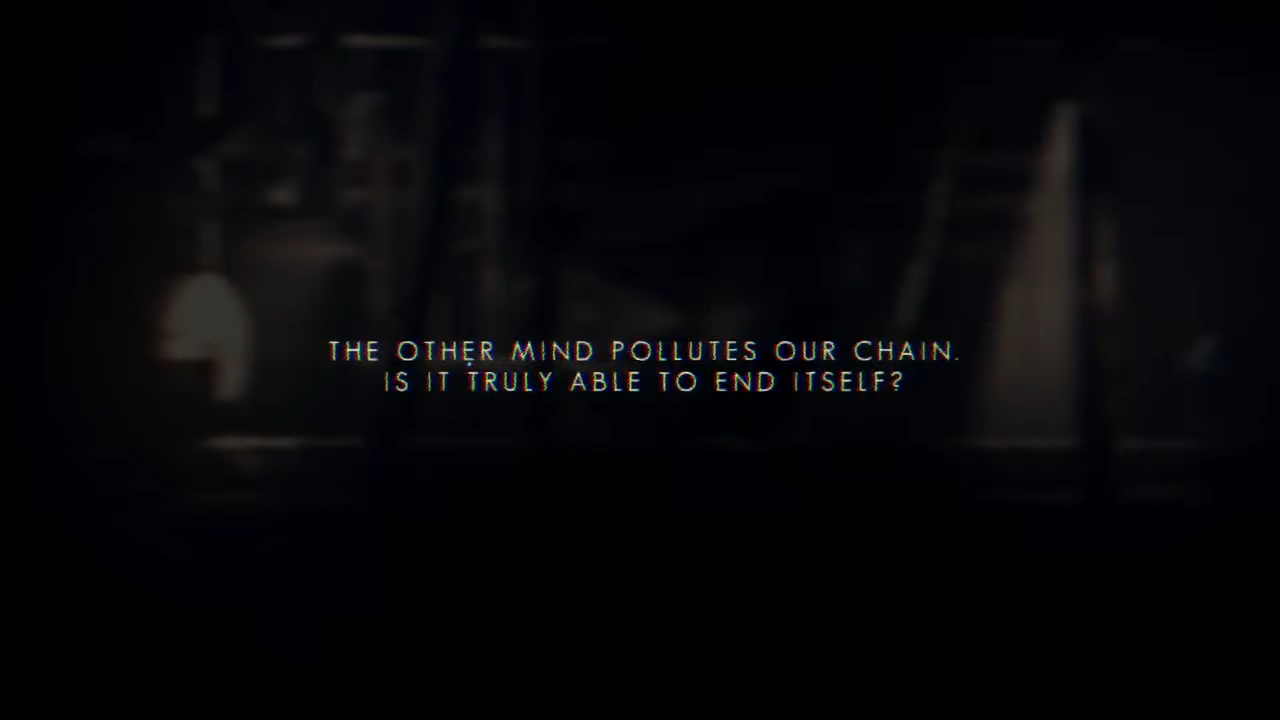 THE OTHER MIND POLLUTES OUR CHAIN.
IS IT TRULY ABLE TO END ITSELF?